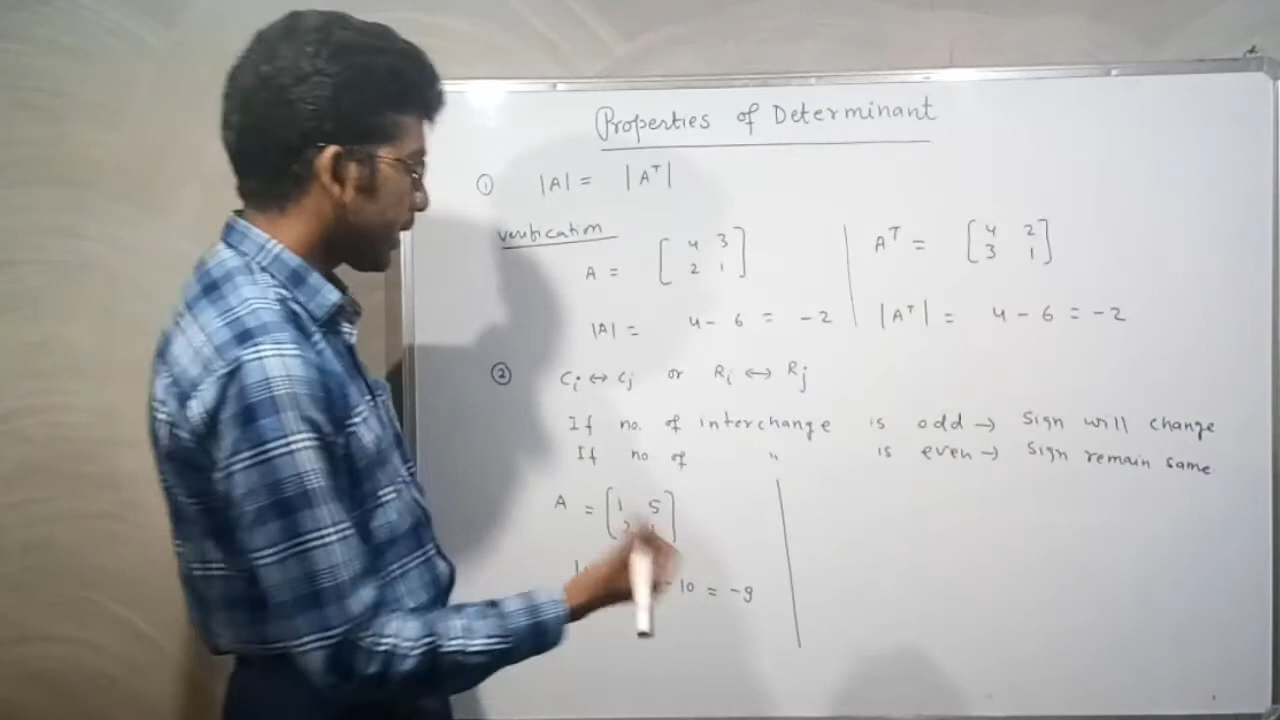 Properties of Determinant
① |A| = |Aᵀ|
verification
A = [ 4 3
2 1 ]
|A| = 4 - 6 = -2
Aᵀ = [ 4 2
3 1 ]
|Aᵀ| = 4 - 6 = -2
② Cᵢ ↔ Cⱼ or Rᵢ ↔ Rⱼ
If no. of interchange is odd → Sign will change
If no of " is even → Sign remain same
A = [ 1 5
- 10 = -9